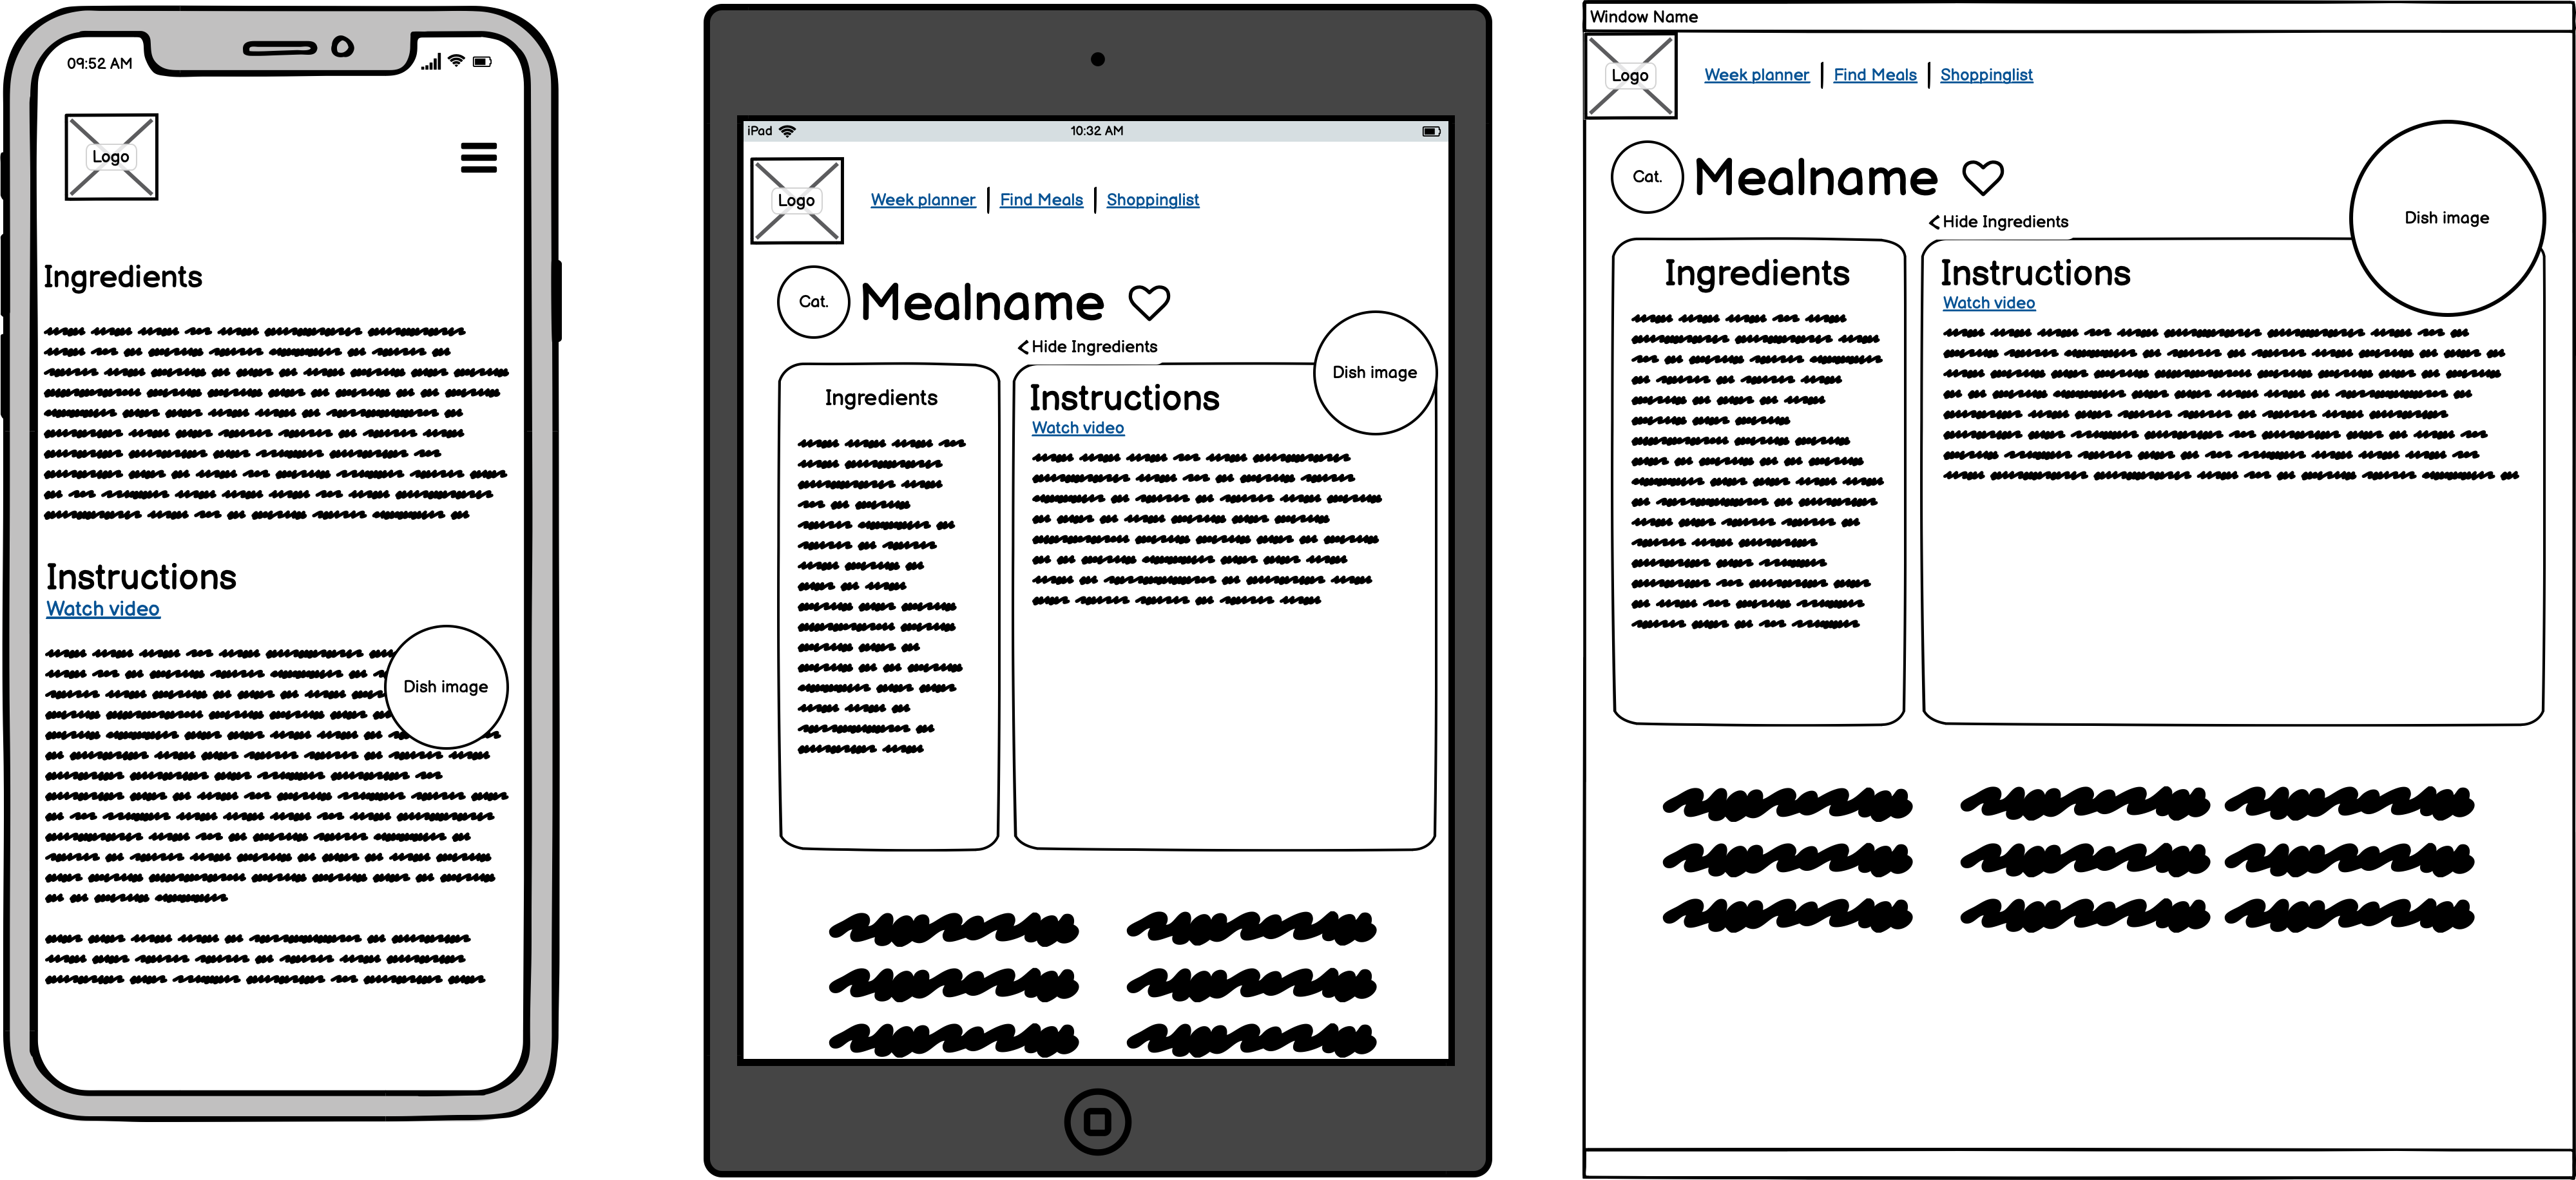 09:52 AM
Logo
Ingredients
Instructions
Watch video
Dish image
iPad
10:32 AM
Logo
Week planner
Find Meals
Shoppinglist
Cat.
Mealname
Hide Ingredients
Dish image
Ingredients
Instructions
Watch video
Window Name
Logo
Week planner
Find Meals
Shoppinglist
Cat.
Mealname
Hide Ingredients
Dish image
Ingredients
Instructions
Watch video